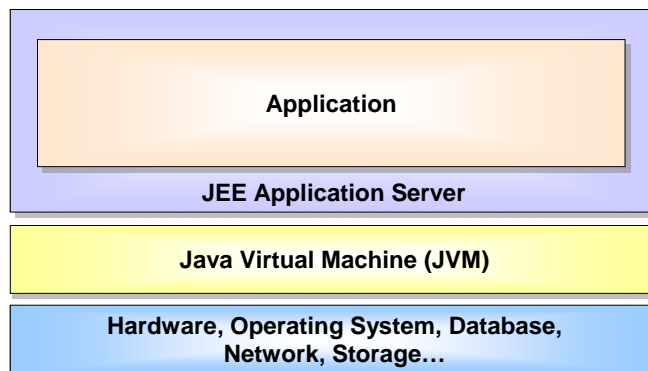 Application
JEE Application Server
Java Virtual Machine (JVM)
Hardware, Operating System, Database,
Network, Storage…